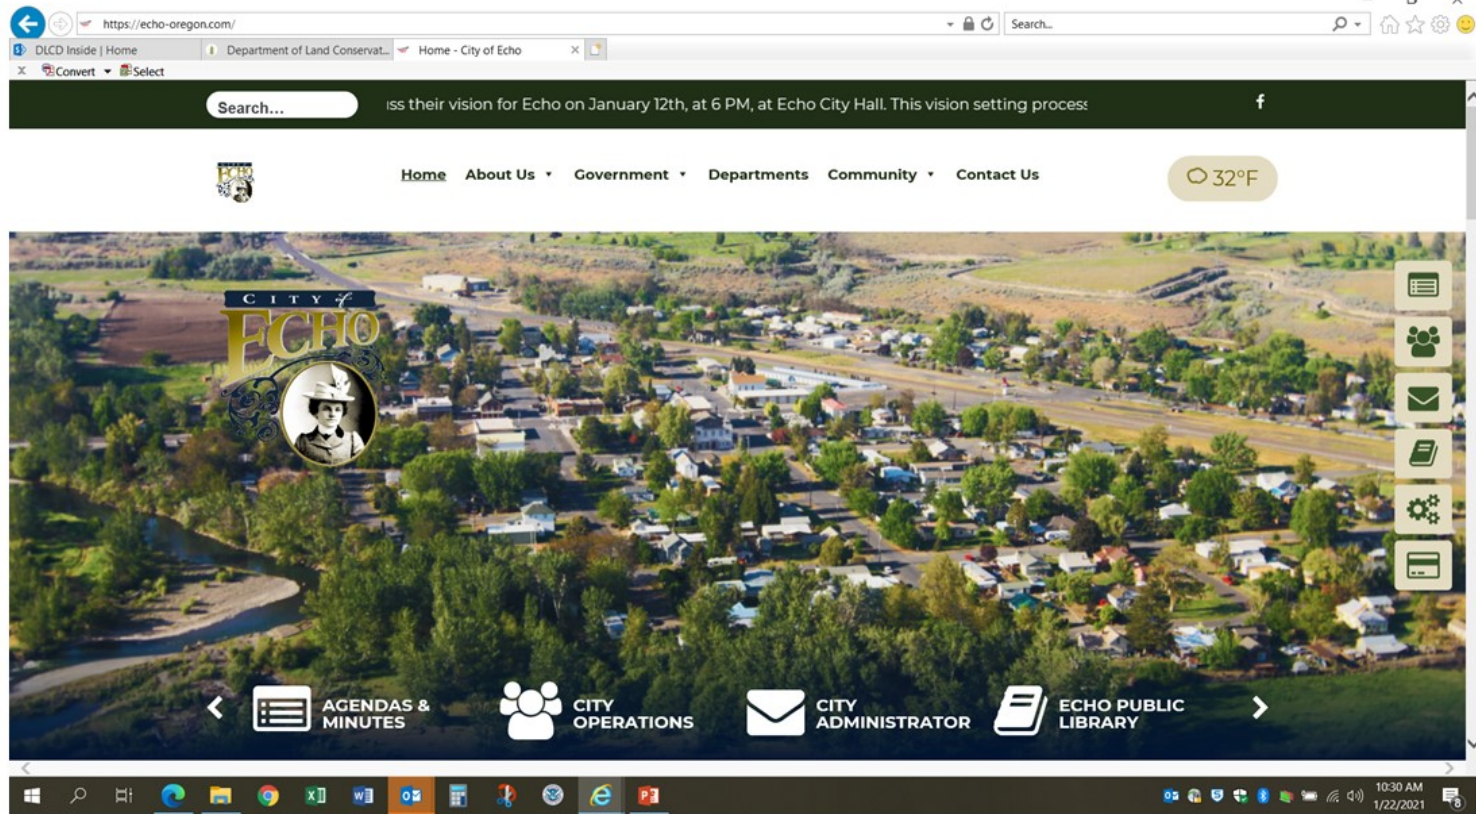 https://echo-oregon.com/
Search...
DLCD Inside | Home
Department of Land Conservat...
Home - City of Echo
x Convert Select
Search...
ss their vision for Echo on January 12th, at 6 PM, at Echo City Hall. This vision setting process
f
ECHO
Home About Us Government Departments Community Contact Us
32°F
CITY of
ECHO
AGENDAS &
MINUTES
CITY
OPERATIONS
CITY
ADMINISTRATOR
ECHO PUBLIC
LIBRARY
10:30 AM
1/22/2021
8